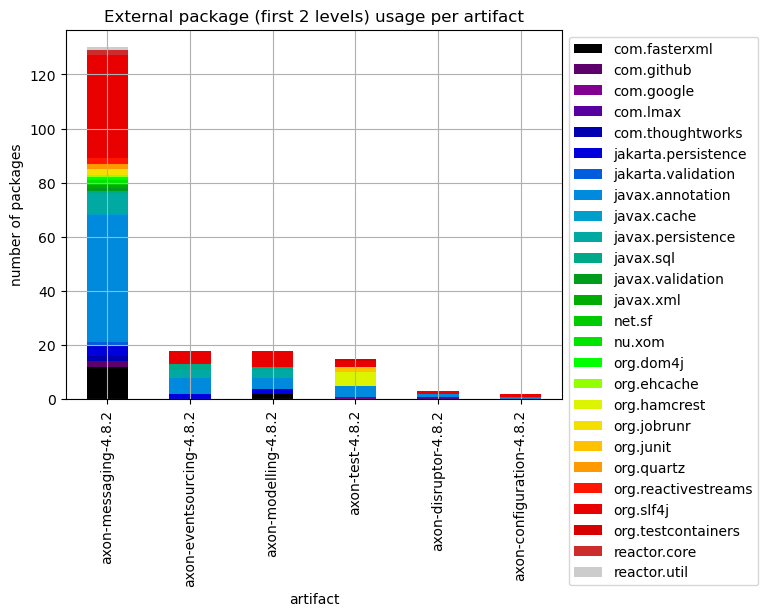 External package (first 2 levels) usage per artifact
number of packages
120
100
80
60
40
20
0
axon-messaging-4.8.2
axon-eventsourcing-4.8.2
axon-modelling-4.8.2
axon-test-4.8.2
axon-disruptor-4.8.2
axon-configuration-4.8.2
artifact
com.fasterxml
com.github
com.google
com.lmax
com.thoughtworks
jakarta.persistence
jakarta.validation
javax.annotation
javax.cache
javax.persistence
javax.sql
javax.validation
javax.xml
net.sf
nu.xom
org.dom4j
org.ehcache
org.hamcrest
org.jobrunr
org.junit
org.quartz
org.reactivestreams
org.slf4j
org.testcontainers
reactor.core
reactor.util